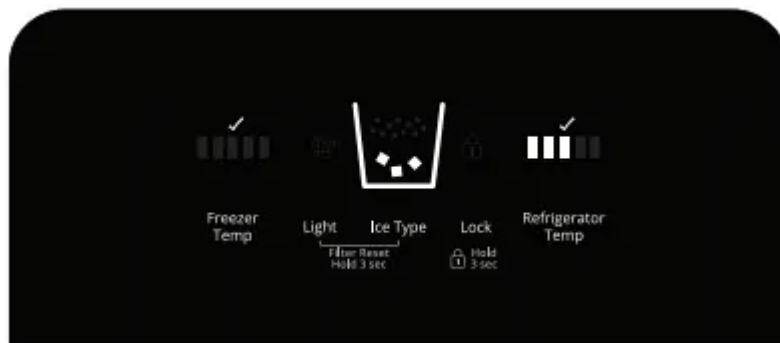 Freezer
Temp
Light
Ice Type
Lock
Refrigerator
Temp
Filter Reset
Hold 3 sec
Hold
3 sec